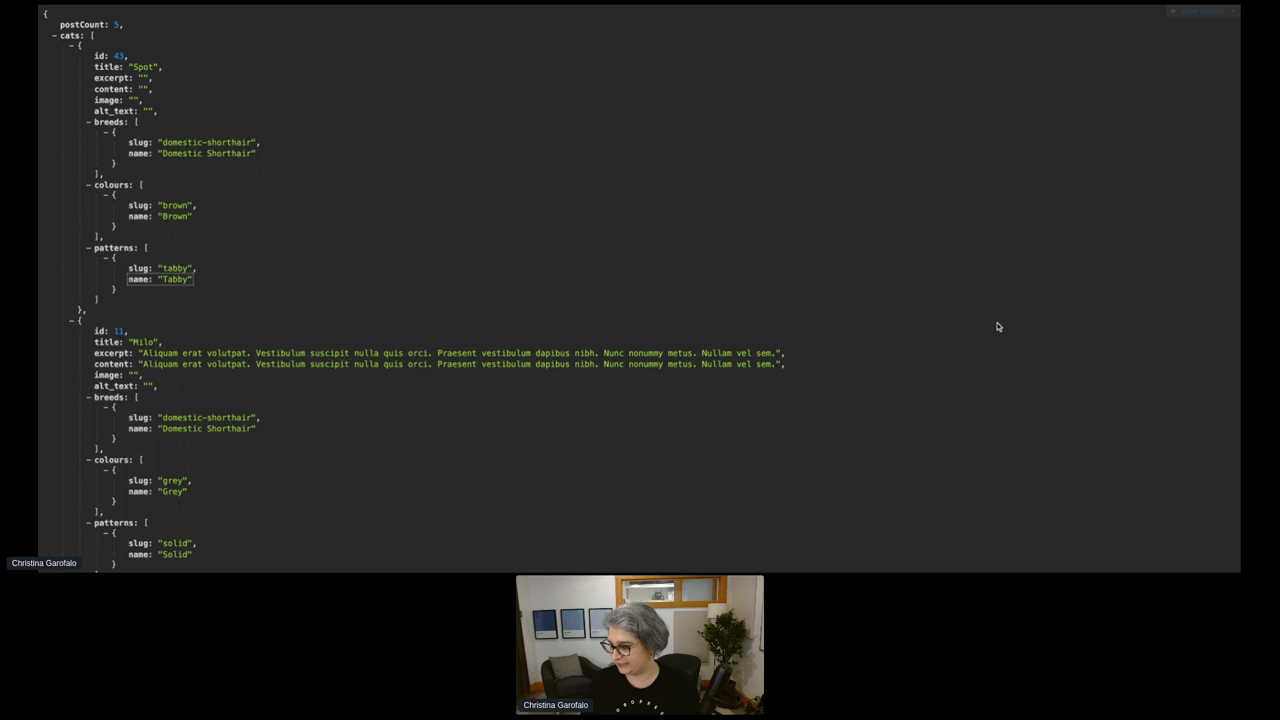 {
postCount: 5,
− cats: [
− {
id: 43,
title: "Spot",
excerpt: "",
content: "",
image: "",
alt_text: "",
− breeds: [
− {
slug: "domestic-shorthair",
name: "Domestic Shorthair"
}
],
− colours: [
− {
slug: "brown",
name: "Brown"
}
],
− patterns: [
− {
slug: "tabby",
name: "Tabby"
}
]
},
− {
id: 11,
title: "Milo",
excerpt: "Aliquam erat volutpat. Vestibulum suscipit nulla quis orci. Praesent vestibulum dapibus nibh. Nunc nonummy metus. Nullam vel sem.",
content: "Aliquam erat volutpat. Vestibulum suscipit nulla quis orci. Praesent vestibulum dapibus nibh. Nunc nonummy metus. Nullam vel sem.",
image: "",
alt_text: "",
− breeds: [
− {
slug: "domestic-shorthair",
name: "Domestic Shorthair"
}
],
− colours: [
− {
slug: "grey",
name: "Grey"
}
],
− patterns: [
− {
slug: "solid",
name: "Solid"
}
Christina Garofalo
Christina Garofalo